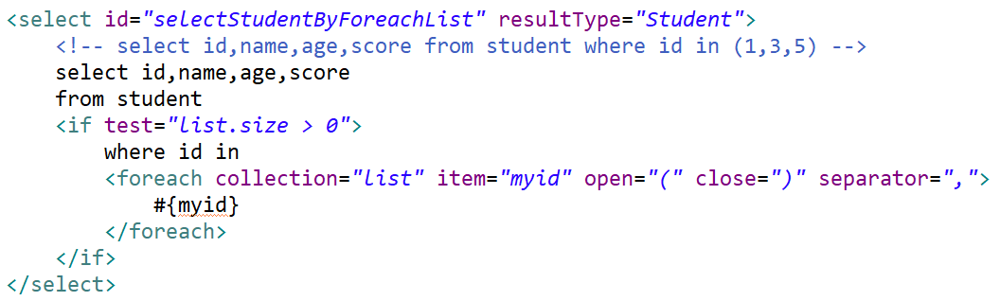 <select id="selectStudentByForeachList" resultType="Student">
    <!-- select id,name,age,score from student where id in (1,3,5) -->
    select id,name,age,score
    from student
    <if test="list.size > 0">
        where id in
        <foreach collection="list" item="myid" open="(" close=")" separator=",">
            #{myid}
        </foreach>
    </if>
</select>